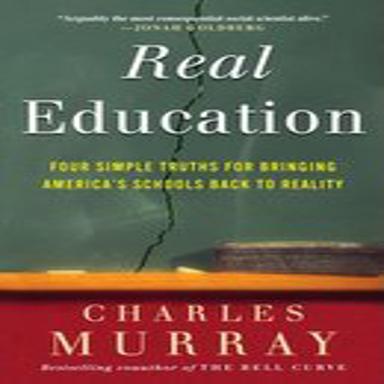 "Arguably the most consequential social scientist alive."
—JONAH GOLDBERG
Real
Education
FOUR SIMPLE TRUTHS FOR BRINGING
AMERICA'S SCHOOLS BACK TO REALITY
CHARLES
MURRAY
Bestselling coauthor of THE BELL CURVE